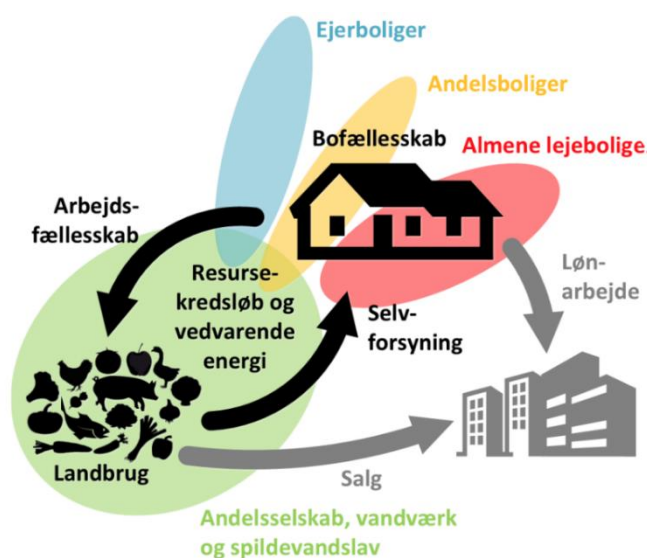 Ejerboliger
Andelsboliger
Bofællesskab
Almene lejebolige
Arbejds-
fællesskab
Resurse-
kredsløb og
vedvarende
energi
Selv-
forsyning
Løn-
arbejde
Landbrug
Salg
Andelsselskab, vandværk
og spildevandslav